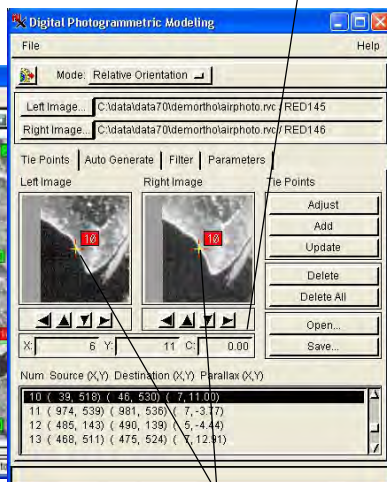 Digital Photogrammetric Modeling
File Help
Mode: Relative Orientation
Left Image... C:\data\data70\demortho\airphoto.rvc / RED145
Right Image... C:\data\data70\demortho\airphoto.rvc / RED146
Tie Points Auto Generate Filter Parameters
Left Image Right Image Tie Points
10 10
Adjust
Add
Update
Delete
Delete All
Open...
X: 6 Y: 11 C: 0.00
Save...
Num Source (X,Y) Destination (X,Y) Parallax (X,Y)
10 ( 39, 518) ( 46, 530) ( 7,11.00)
11 ( 974, 539) ( 981, 536) ( 7,-3.77)
12 ( 485, 143) ( 490, 139) ( 5,-4.44)
13 ( 468, 511) ( 475, 524) ( 7,12.91)